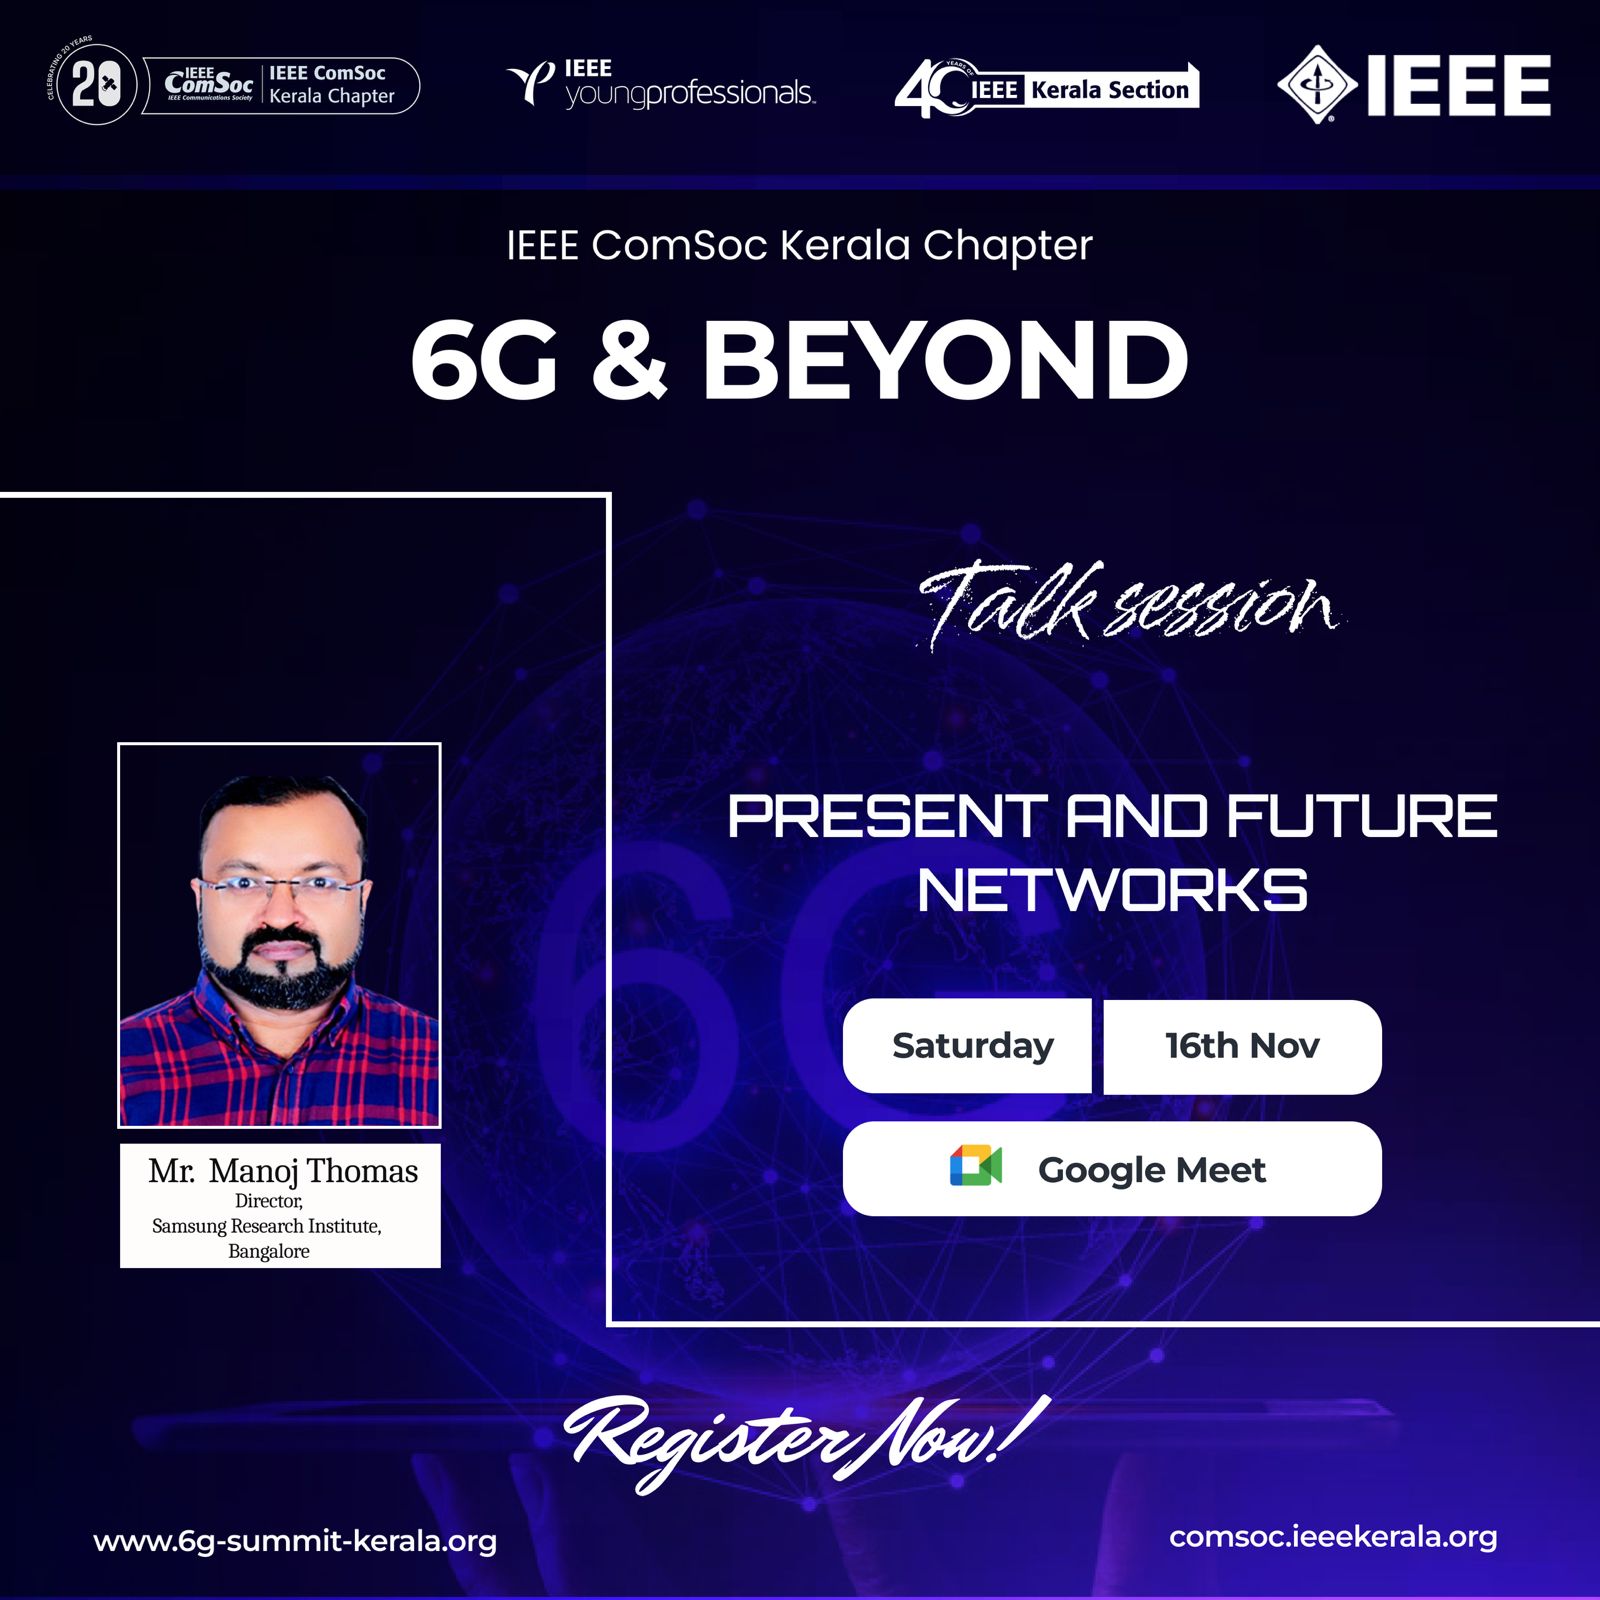 CELEBRATING 20 YEARS
20
IEEE
ComSoc
IEEE Communications Society
IEEE ComSoc
Kerala Chapter
IEEE
youngprofessionals
40
YEARS OF
IEEE Kerala Section
IEEE
IEEE ComSoc Kerala Chapter
6G & BEYOND
Talk session
PRESENT AND FUTURE
NETWORKS
6G
Saturday
16th Nov
Google Meet
Mr. Manoj Thomas
Director,
Samsung Research Institute,
Bangalore
Register Now!
www.6g-summit-kerala.org
comsoc.ieeekerala.org